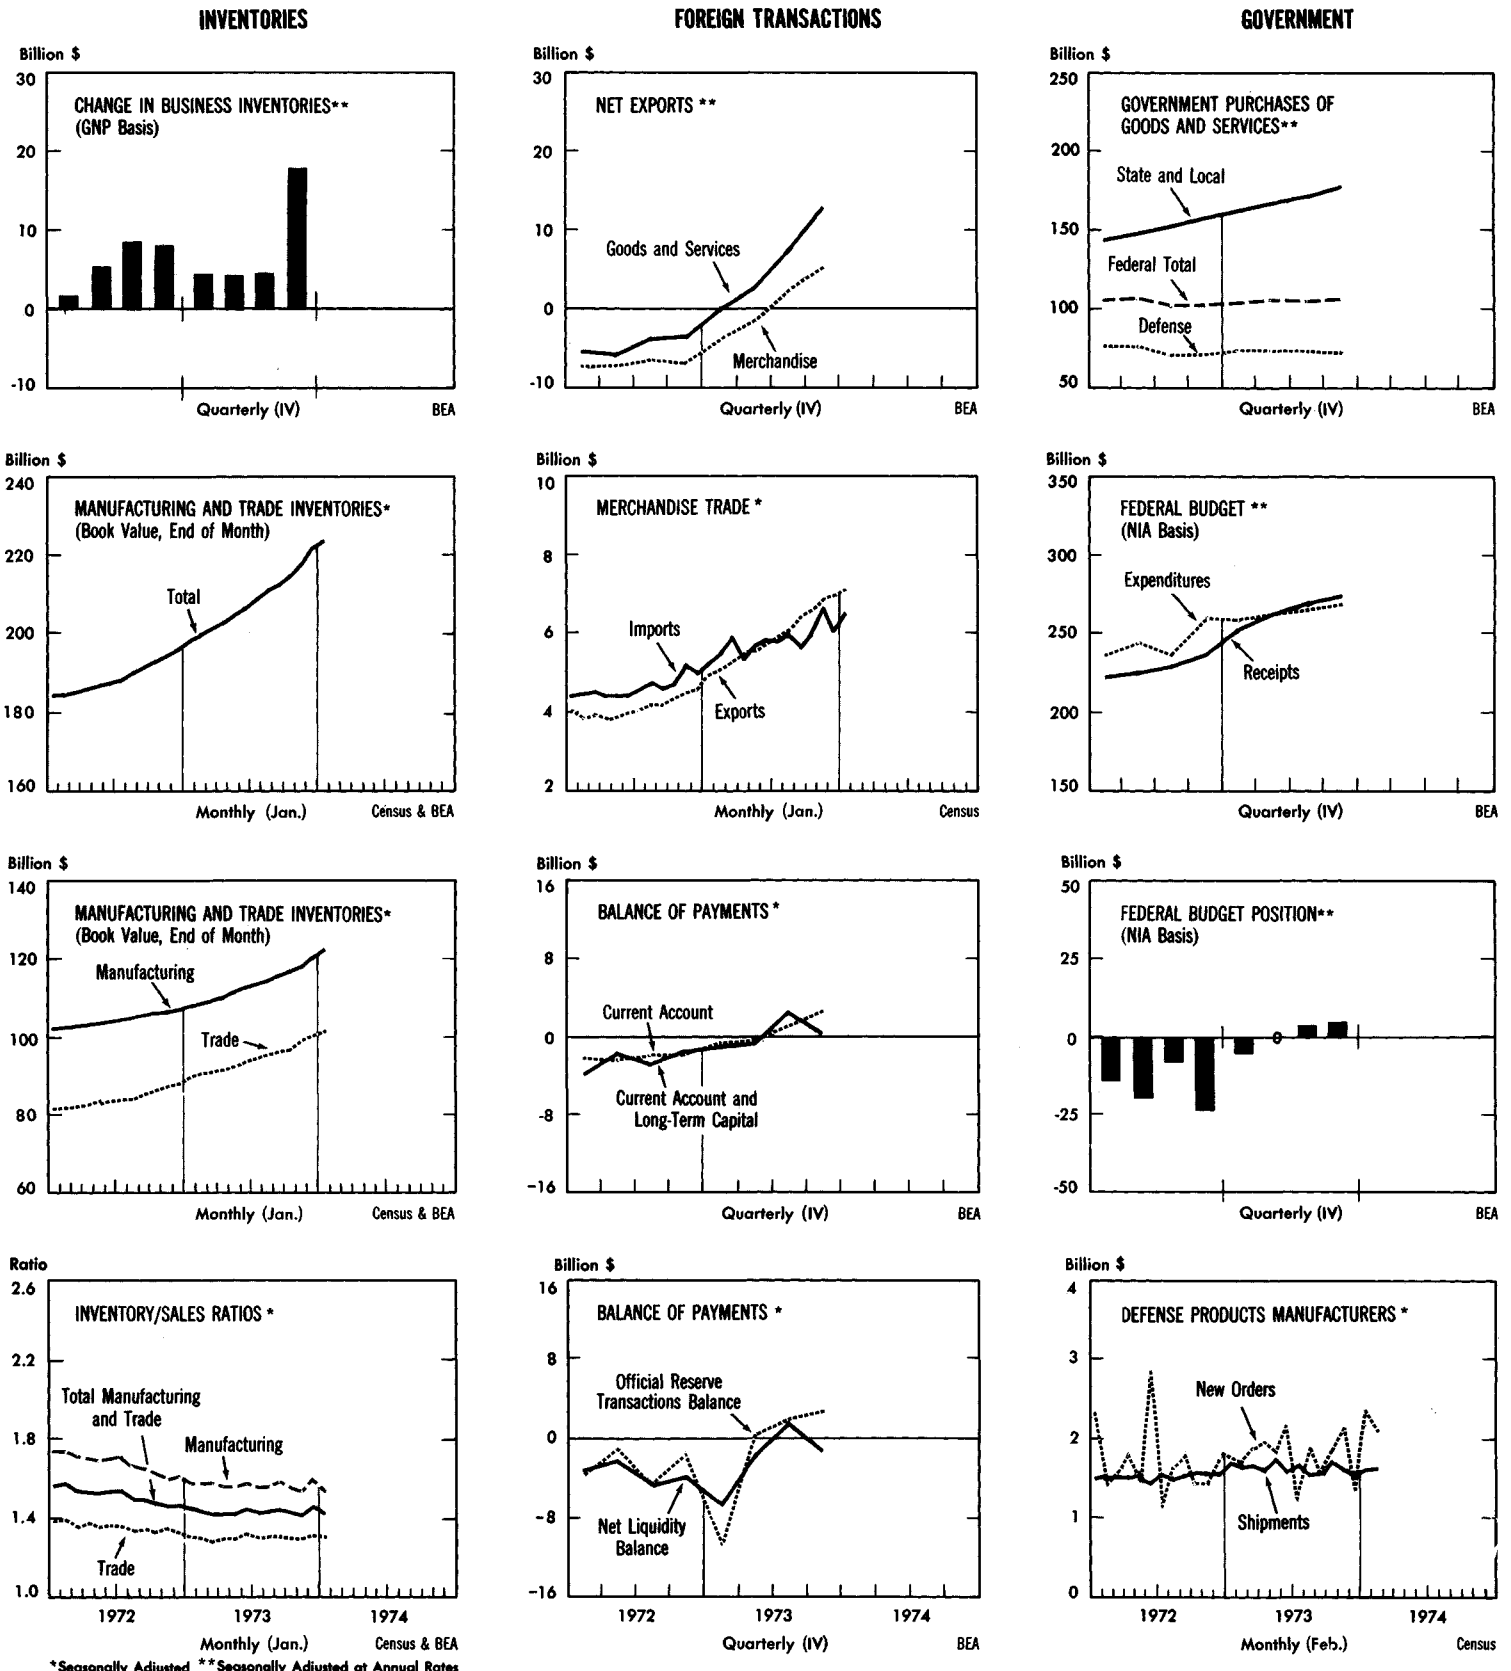 INVENTORIES
Billion $
30
20
10
0
-10
CHANGE IN BUSINESS INVENTORIES**
(GNP Basis)
Quarterly (IV)
BEA
Billion $
240
220
200
180
160
MANUFACTURING AND TRADE INVENTORIES*
(Book Value, End of Month)
Total
Monthly (Jan.)
Census & BEA
Billion $
140
120
100
80
60
MANUFACTURING AND TRADE INVENTORIES*
(Book Value, End of Month)
Manufacturing
Trade
Monthly (Jan.)
Census & BEA
Ratio
2.6
2.2
1.8
1.4
1.0
INVENTORY/SALES RATIOS *
Total Manufacturing
and Trade
Manufacturing
Trade
1972
1973
1974
Monthly (Jan.)
Census & BEA
*Seasonally Adjusted **Seasonally Adjusted at Annual Rates
FOREIGN TRANSACTIONS
Billion $
30
20
10
0
-10
NET EXPORTS **
Goods and Services
Merchandise
Quarterly (IV)
BEA
Billion $
10
8
6
4
2
MERCHANDISE TRADE *
Imports
Exports
Monthly (Jan.)
Census
Billion $
16
8
0
-8
-16
BALANCE OF PAYMENTS *
Current Account
Current Account and
Long-Term Capital
Quarterly (IV)
BEA
Billion $
16
8
0
-8
-16
BALANCE OF PAYMENTS *
Official Reserve
Transactions Balance
Net Liquidity
Balance
1972
1973
1974
Quarterly (IV)
BEA
GOVERNMENT
Billion $
250
200
150
100
50
GOVERNMENT PURCHASES OF
GOODS AND SERVICES**
State and Local
Federal Total
Defense
Quarterly (IV)
BEA
Billion $
350
300
250
200
150
FEDERAL BUDGET **
(NIA Basis)
Expenditures
Receipts
Quarterly (IV)
BEA
Billion $
50
25
0
-25
-50
FEDERAL BUDGET POSITION**
(NIA Basis)
0
Quarterly (IV)
BEA
Billion $
4
3
2
1
0
DEFENSE PRODUCTS MANUFACTURERS *
New Orders
Shipments
1972
1973
1974
Monthly (Feb.)
Census